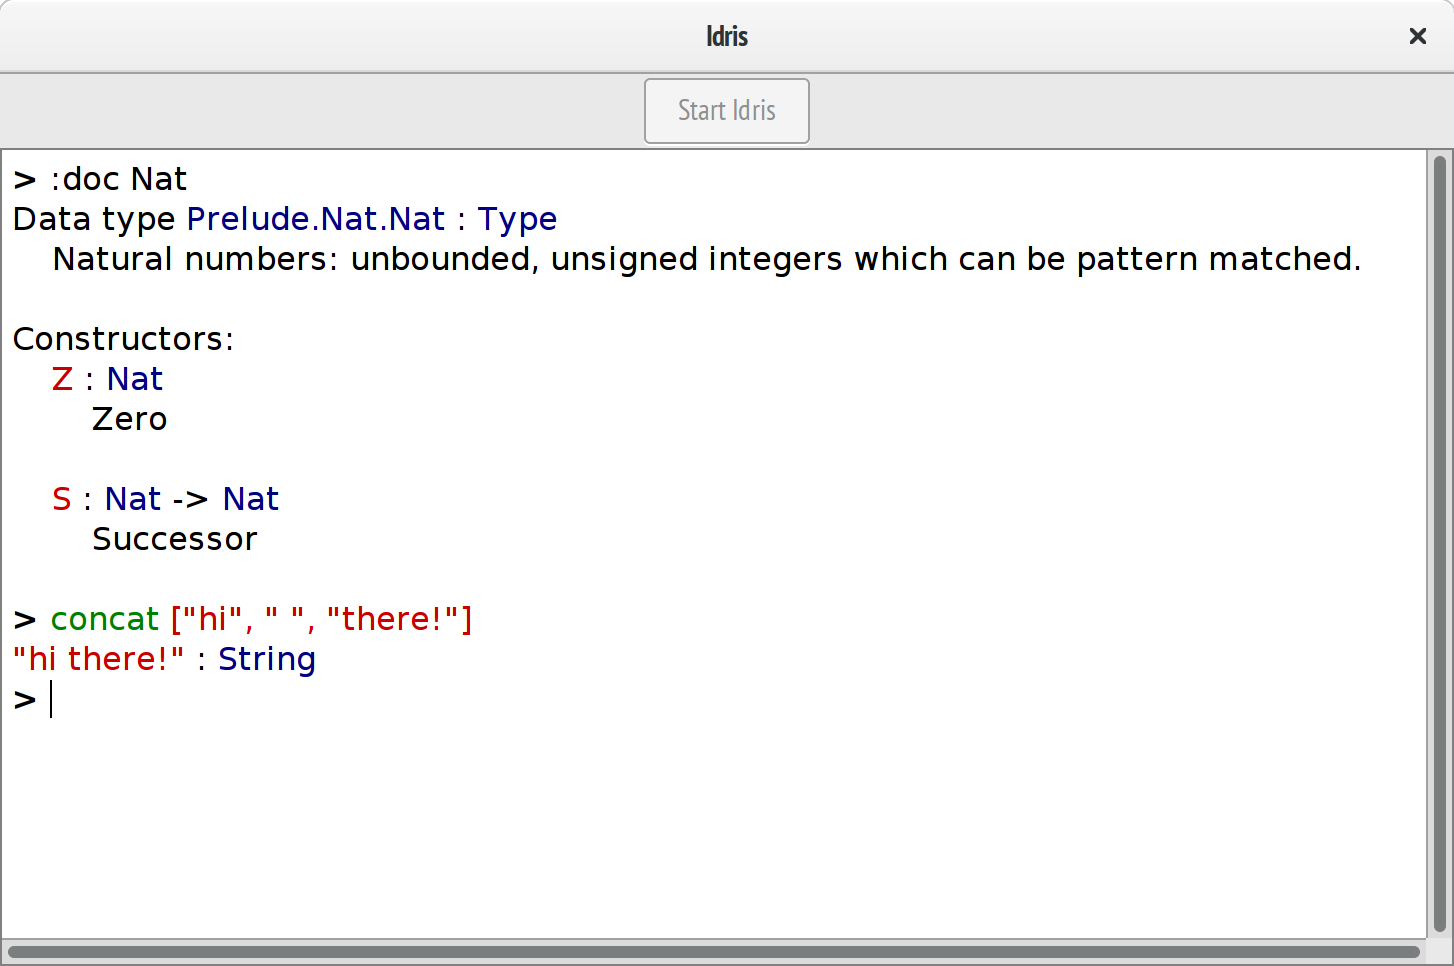 Idris
Start Idris
> :doc Nat
Data type Prelude.Nat.Nat : Type
Natural numbers: unbounded, unsigned integers which can be pattern matched.
Constructors:
Z : Nat
Zero
S : Nat -> Nat
Successor
> concat ["hi", " ", "there!"]
"hi there!" : String
>